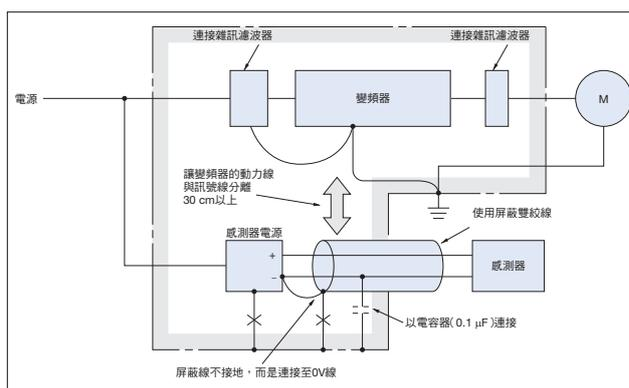 連接雜訊濾波器
連接雜訊濾波器
電源
變頻器
M
讓變頻器的動力線
與訊號線分離
30 cm以上
使用屏蔽雙絞線
感測器電源
+
−
感測器
以電容器(0.1 μF)連接
屏蔽線不接地，而是連接至0V線